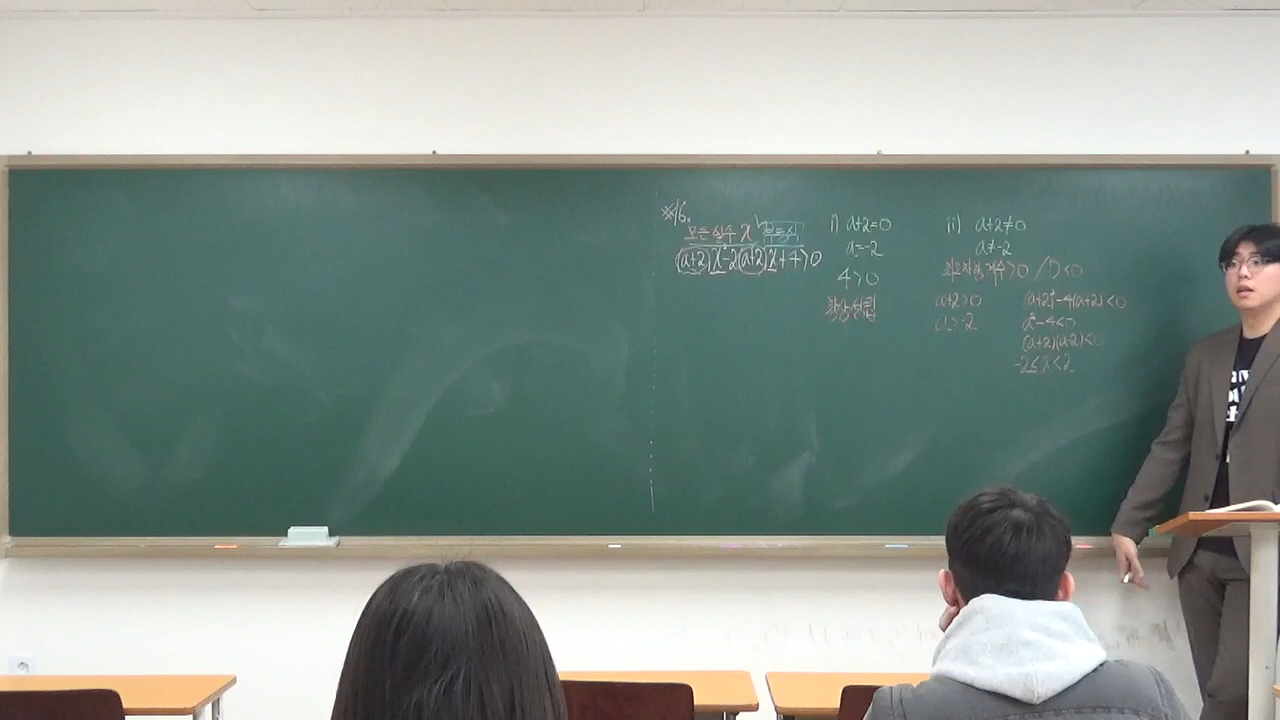 ※16.
모든 실수 x 부등식
(a+2)x²-2(a+2)x+4>0
i) a+2=0
a=-2
4>0
항상성립
ii) a+2≠0
a≠-2
최고차항 계수>0 / D<0
a+2>0
a>-2
(a+2)²-4(a+2)<0
a²-4<0
(a+2)(a-2)<0